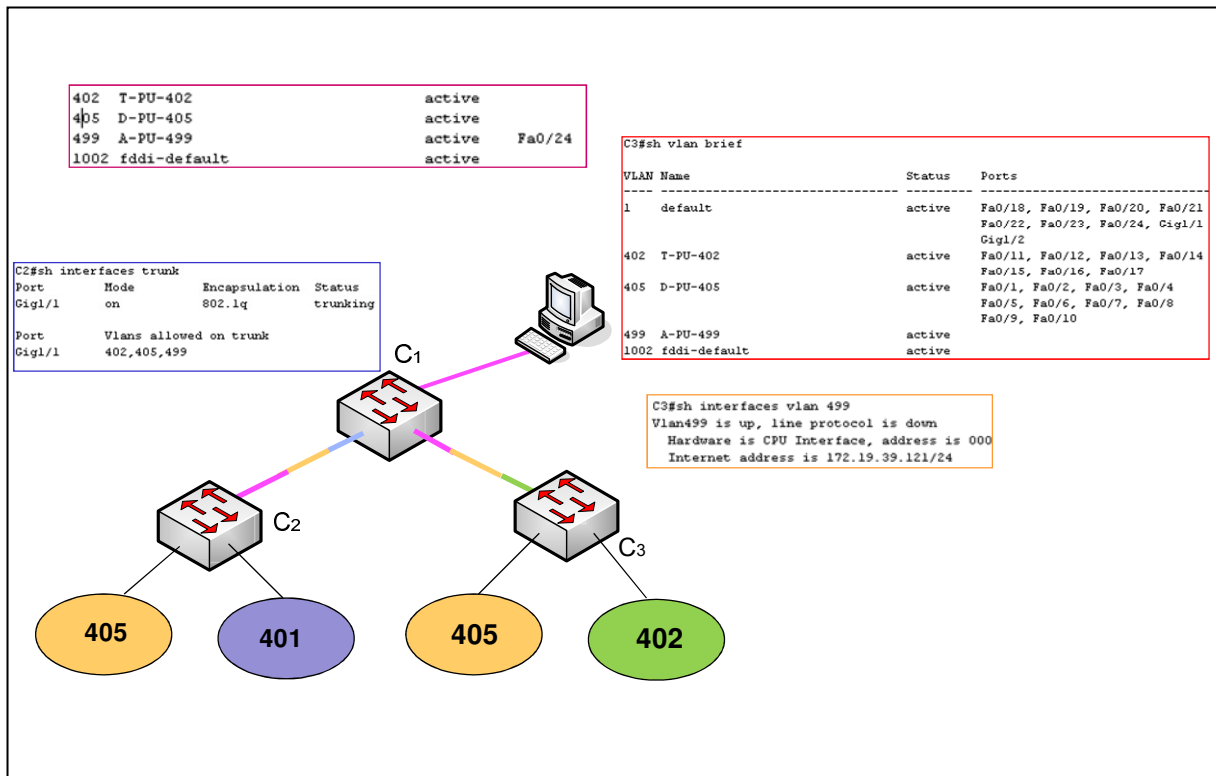 402 T-PU-402 active
405 D-PU-405 active
499 A-PU-499 active Fa0/24
1002 fddi-default active
C3#sh vlan brief
VLAN Name Status Ports
---- -------------------------------- --------- -------------------------------
1 default active Fa0/18, Fa0/19, Fa0/20, Fa0/21
Fa0/22, Fa0/23, Fa0/24, Gig1/1
Gig1/2
402 T-PU-402 active Fa0/11, Fa0/12, Fa0/13, Fa0/14
Fa0/15, Fa0/16, Fa0/17
405 D-PU-405 active Fa0/1, Fa0/2, Fa0/3, Fa0/4
Fa0/5, Fa0/6, Fa0/7, Fa0/8
Fa0/9, Fa0/10
499 A-PU-499 active
1002 fddi-default active
C2#sh interfaces trunk
Port Mode Encapsulation Status
Gig1/1 on 802.1q trunking
Port Vlans allowed on trunk
Gig1/1 402,405,499
C1
C3#sh interfaces vlan 499
Vlan499 is up, line protocol is down
Hardware is CPU Interface, address is 000
Internet address is 172.19.39.121/24
C2
C3
405
401
405
402